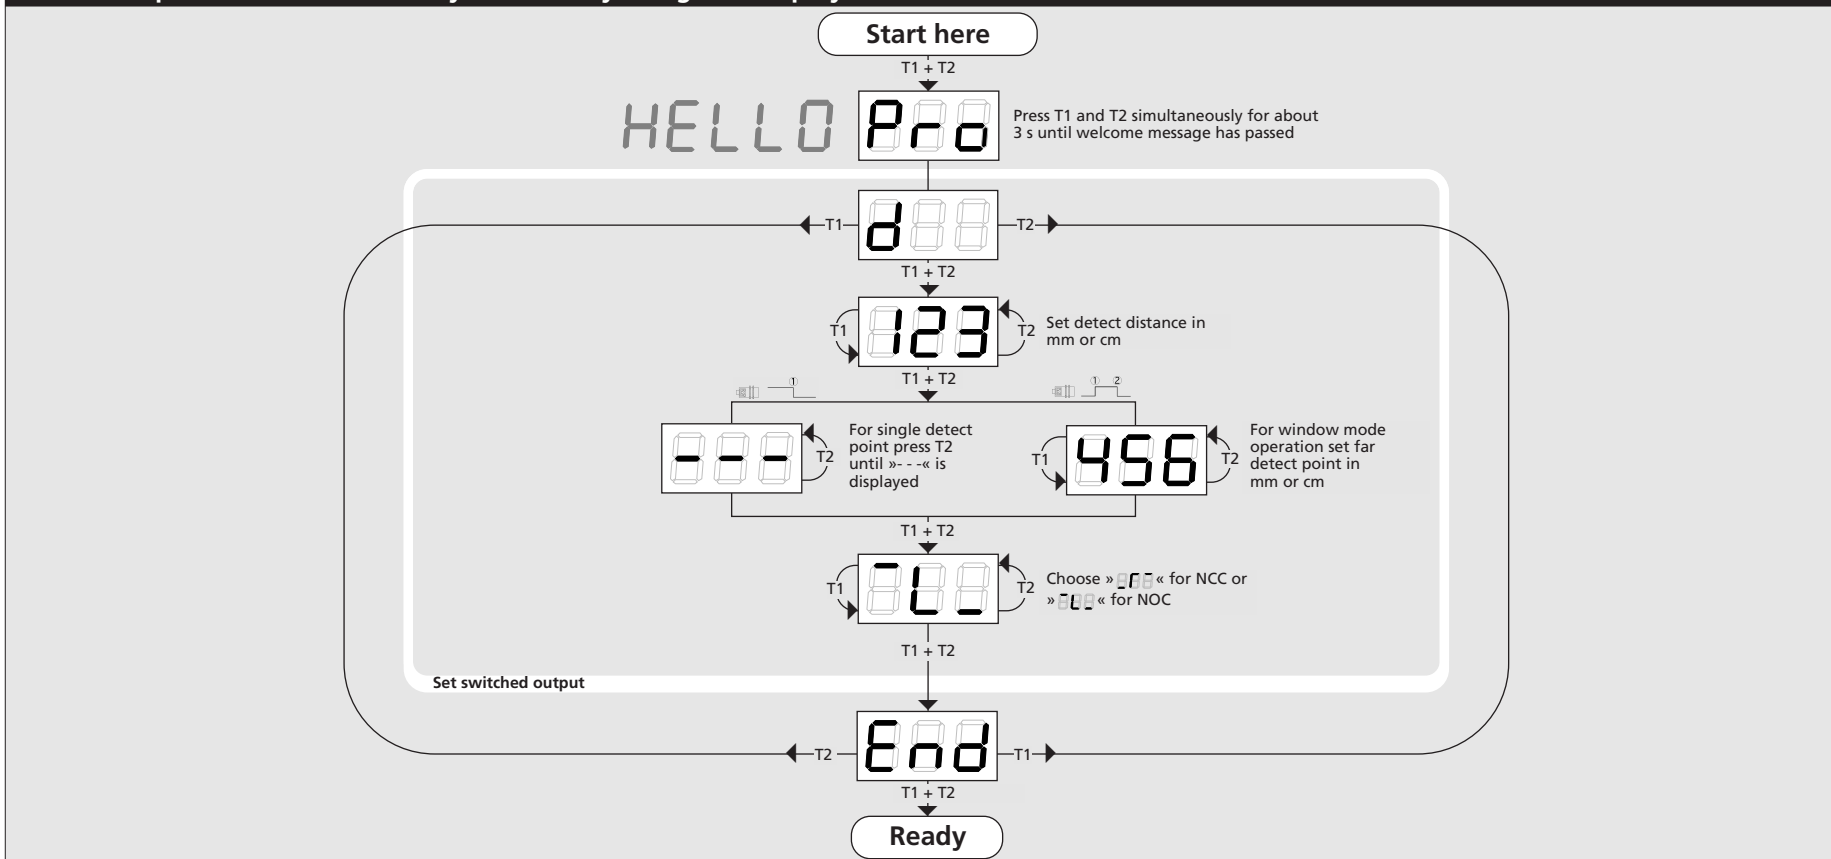 Start here
T1 + T2
HELLO
Pro
Press T1 and T2 simultaneously for about
3 s until welcome message has passed
T1
d
T2
T1 + T2
T1
123
T2
Set detect distance in
mm or cm
T1 + T2
1
1 2
- - -
T2
For single detect
point press T2
until »- - -« is
displayed
T1
456
T2
For window mode
operation set far
detect point in
mm or cm
T1 + T2
T1
T2
Choose » « for NCC or
» « for NOC
T1 + T2
Set switched output
T2
End
T1
T1 + T2
Ready